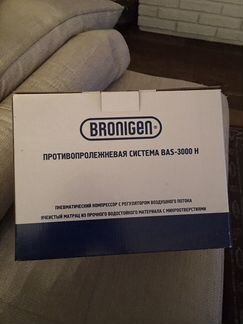 BRONIGEN
ПРОТИВОПРОЛЕЖНЕВАЯ СИСТЕМА BAS-3000 H
ПНЕВМАТИЧЕСКИЙ КОМПРЕССОР С РЕГУЛЯТОРОМ ВОЗДУШНОГО ПОТОКА
ЯЧЕИСТЫЙ МАТРАЦ ИЗ ПРОЧНОГО ВОДОСТОЙКОГО МАТЕРИАЛА С МИКРООТВЕРСТИЯМИ